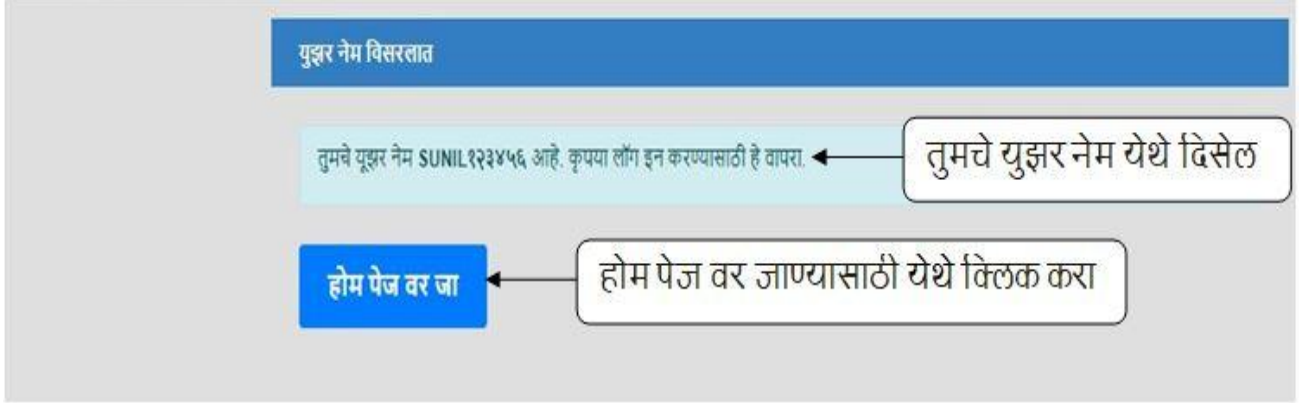 युझर नेम विसरलात
तुमचे यूझर नेम SUNIL१२३४५६ आहे. कृपया लॉग इन करण्यासाठी हे वापरा.
तुमचे युझर नेम येथे दिसेल
होम पेज वर जा
होम पेज वर जाण्यासाठी येथे क्लिक करा